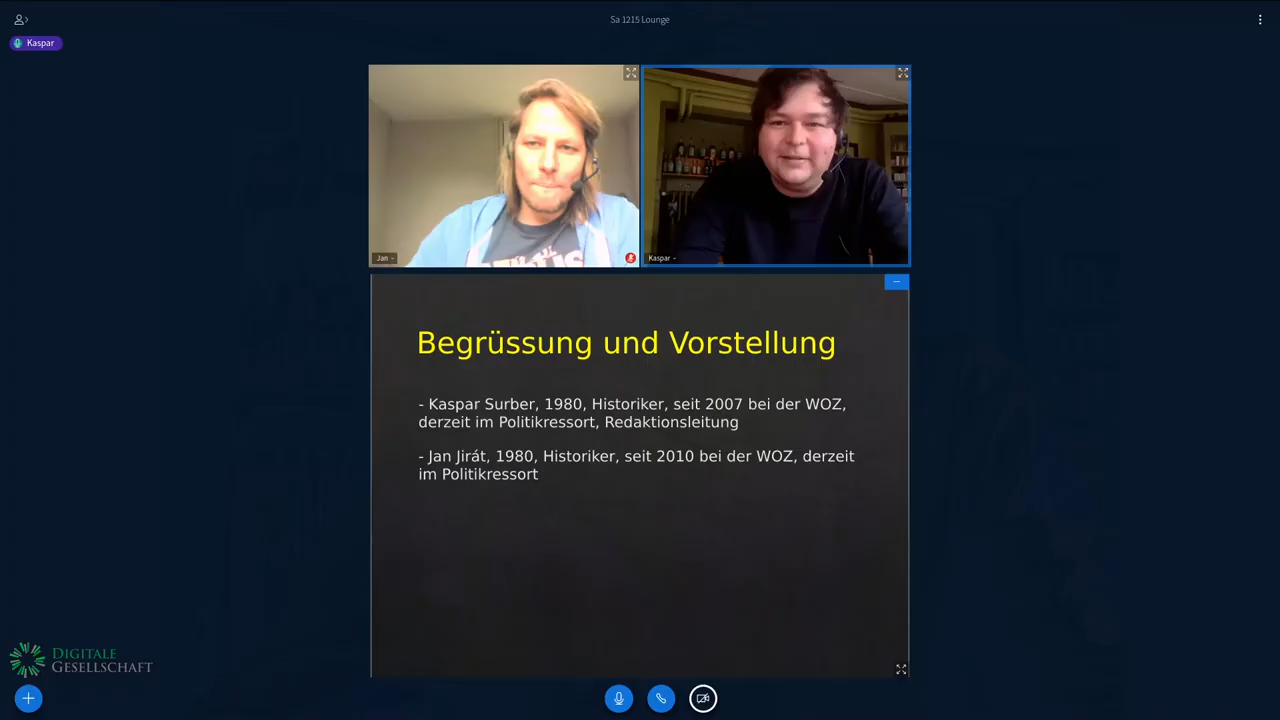 Sa 1215 Lounge
Kaspar
Jan
Kaspar
Begrüssung und Vorstellung
- Kaspar Surber, 1980, Historiker, seit 2007 bei der WOZ,
derzeit im Politikressort, Redaktionsleitung
- Jan Jirát, 1980, Historiker, seit 2010 bei der WOZ, derzeit
im Politikressort
DIGITALE
GESELLSCHAFT